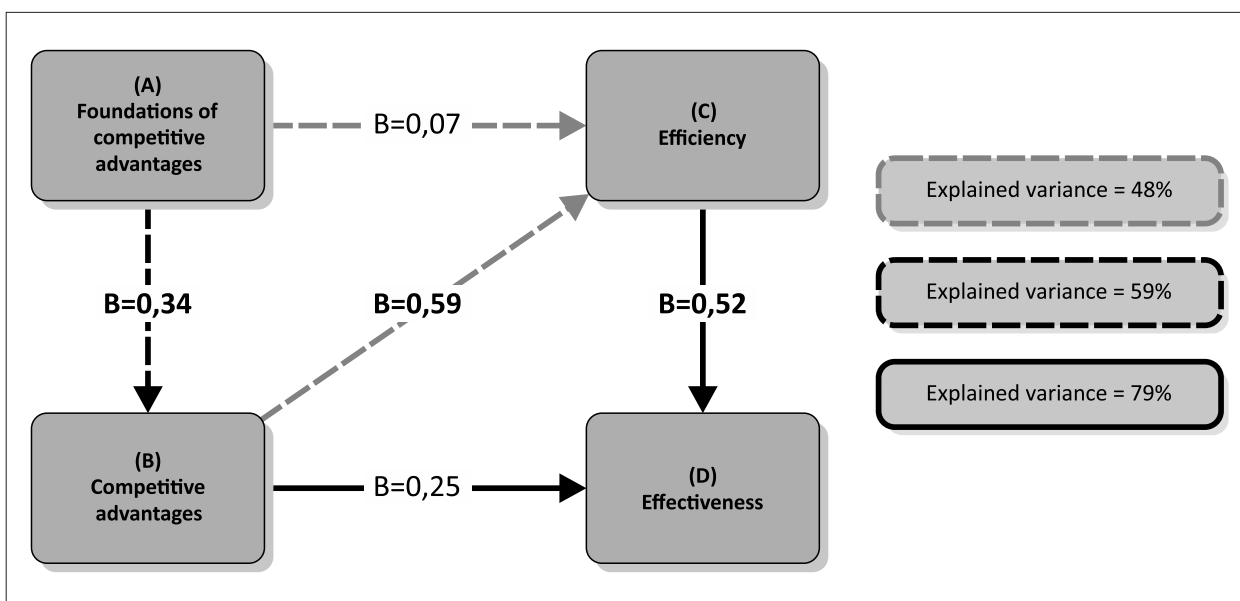 (A)
Foundations of
competitive
advantages
B=0,07
(C)
Efficiency
Explained variance = 48%
B=0,34
B=0,59
B=0,52
Explained variance = 59%
Explained variance = 79%
(B)
Competitive
advantages
B=0,25
(D)
Effectiveness